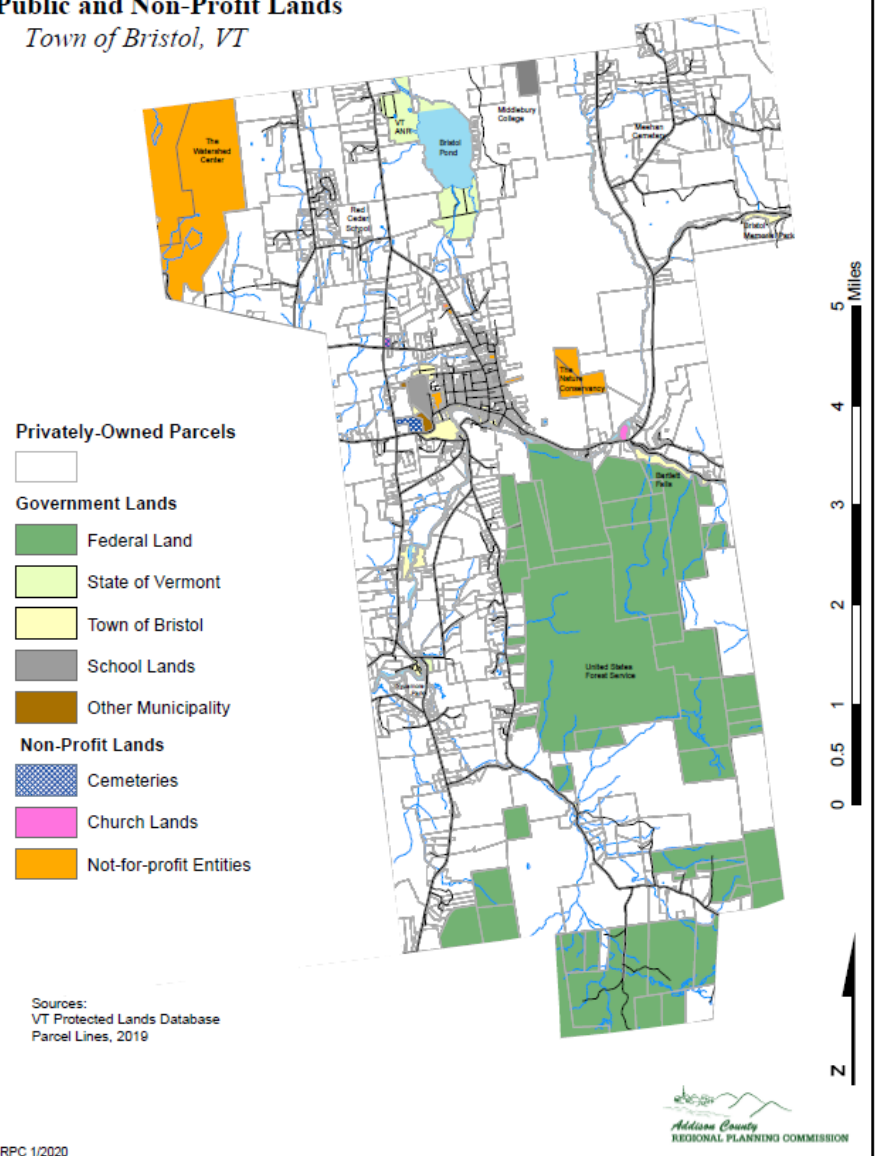 Public and Non-Profit Lands
Town of Bristol, VT
The
Watershed
Center
VT
ANR
Bristol
Pond
Middlebury
College
Meehan
Cemetery
Red
Cedar
School
Bristol
Memorial Park
The
Nature
Conservancy
Bartlett
Falls
United States
Forest Service
Privately-Owned Parcels
Government Lands
Federal Land
State of Vermont
Town of Bristol
School Lands
Other Municipality
Non-Profit Lands
Cemeteries
Church Lands
Not-for-profit Entities
5 Miles
4
3
2
1
0.5
0
N
Sources:
VT Protected Lands Database
Parcel Lines, 2019
Addison County
REGIONAL PLANNING COMMISSION
RPC 1/2020